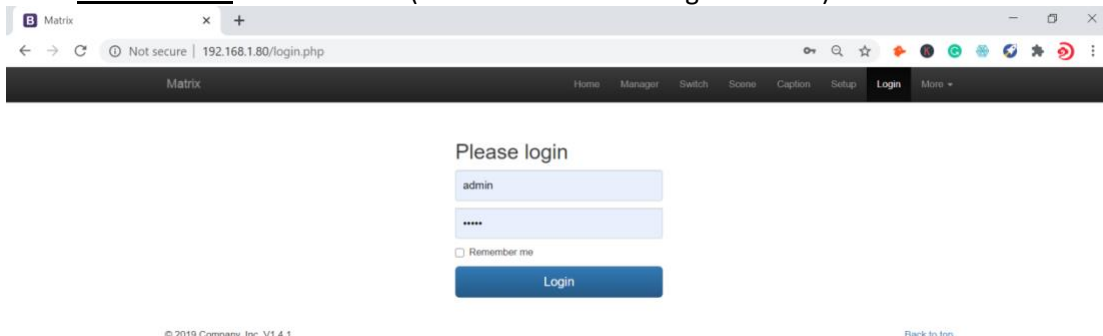 Matrix
Not secure | 192.168.1.80/login.php
Matrix Home Manager Switch Scene Caption Setup Login More
Please login
admin
•••••
Remember me
Login
© 2019 Company, Inc. V1.4.1
Back to top